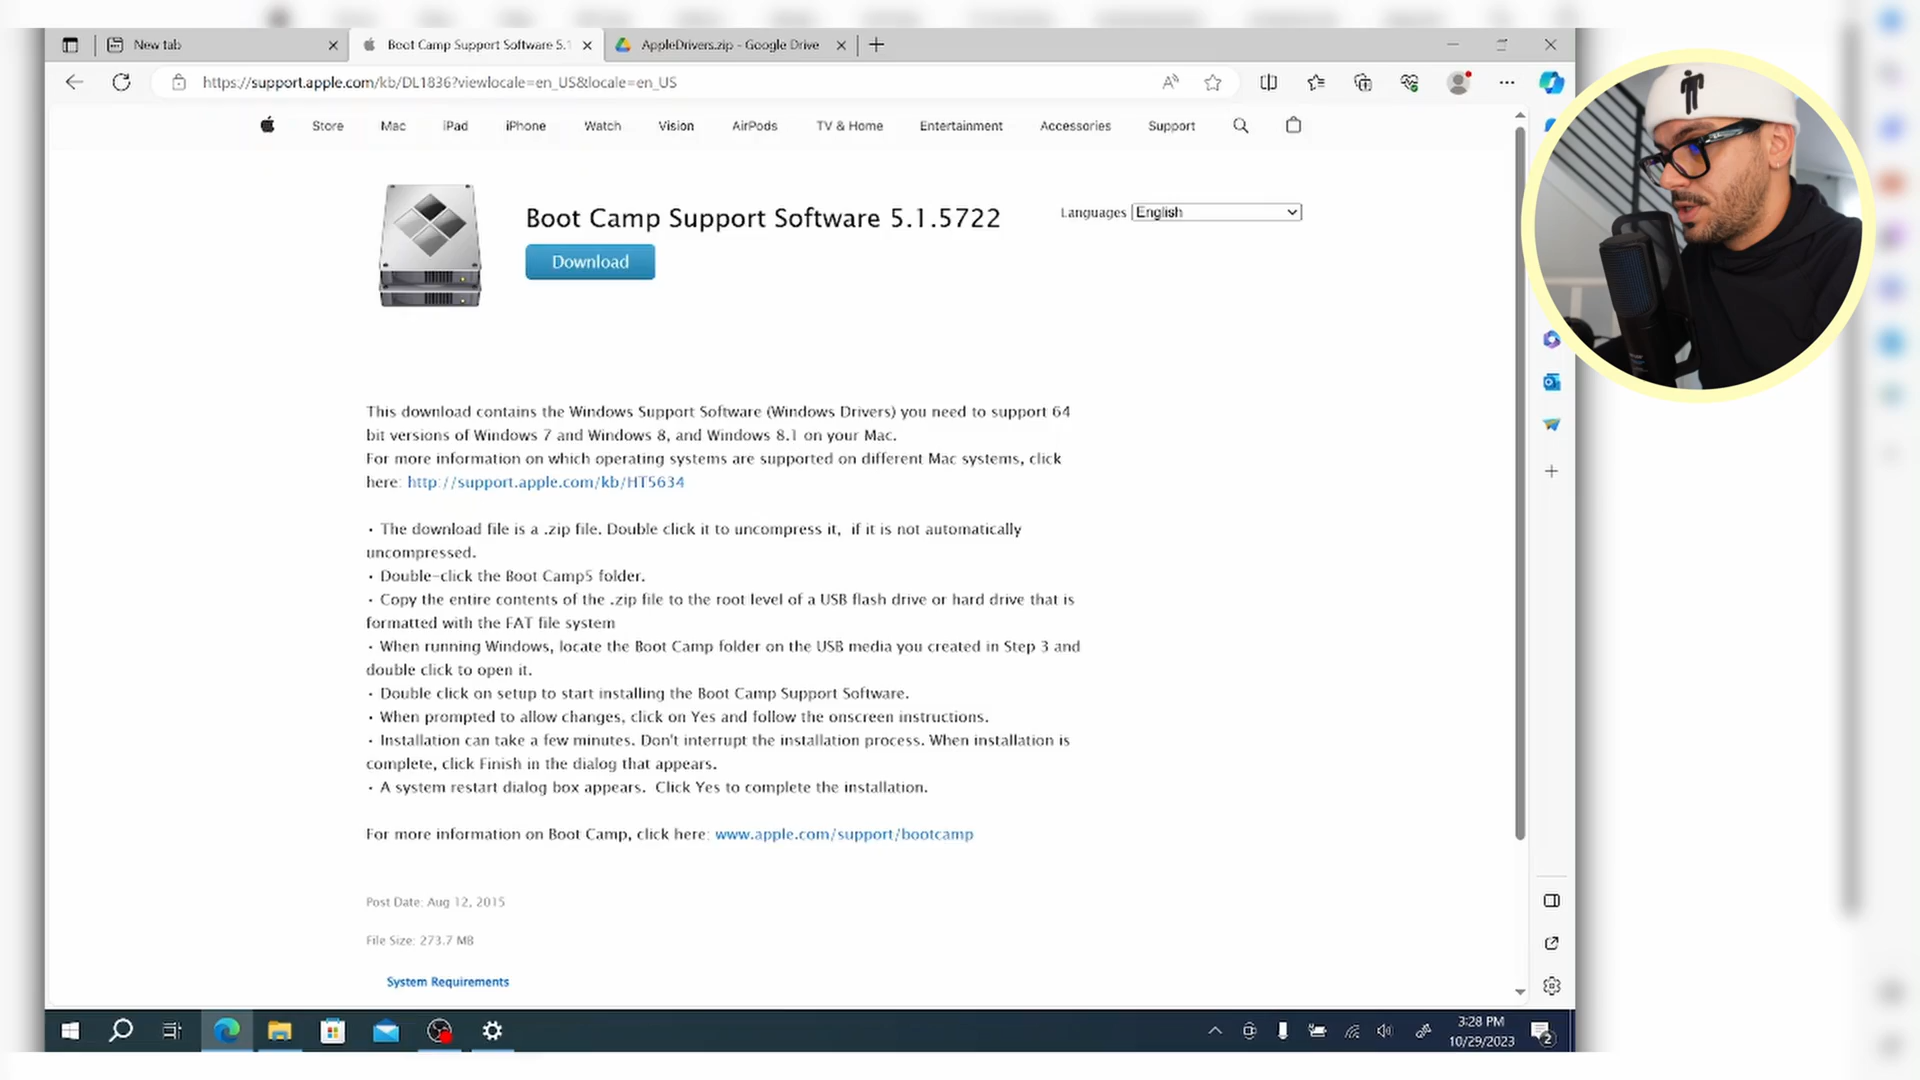 New tab
Boot Camp Support Software 5.1
AppleDrivers.zip - Google Drive
https://support.apple.com/kb/DL1836?viewlocale=en_US&locale=en_US
Store Mac iPad iPhone Watch Vision AirPods TV & Home Entertainment Accessories Support
Boot Camp Support Software 5.1.5722
Languages English
Download
This download contains the Windows Support Software (Windows Drivers) you need to support 64
bit versions of Windows 7 and Windows 8, and Windows 8.1 on your Mac.
For more information on which operating systems are supported on different Mac systems, click
here: http://support.apple.com/kb/HT5634
• The download file is a .zip file. Double click it to uncompress it, if it is not automatically
uncompressed.
• Double-click the Boot Camp5 folder.
• Copy the entire contents of the .zip file to the root level of a USB flash drive or hard drive that is
formatted with the FAT file system
• When running Windows, locate the Boot Camp folder on the USB media you created in Step 3 and
double click to open it.
• Double click on setup to start installing the Boot Camp Support Software.
• When prompted to allow changes, click on Yes and follow the onscreen instructions.
• Installation can take a few minutes. Don't interrupt the installation process. When installation is
complete, click Finish in the dialog that appears.
• A system restart dialog box appears. Click Yes to complete the installation.
For more information on Boot Camp, click here: www.apple.com/support/bootcamp
Post Date: Aug 12, 2015
File Size: 273.7 MB
System Requirements
3:28 PM
10/29/2023
2